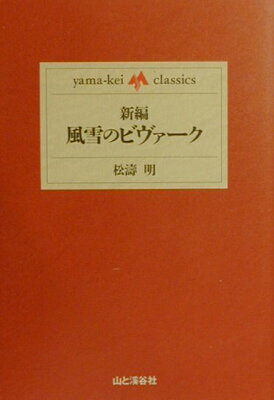 yama-kei classics
新編
風雪のビヴァーク
松濤 明
山と溪谷社